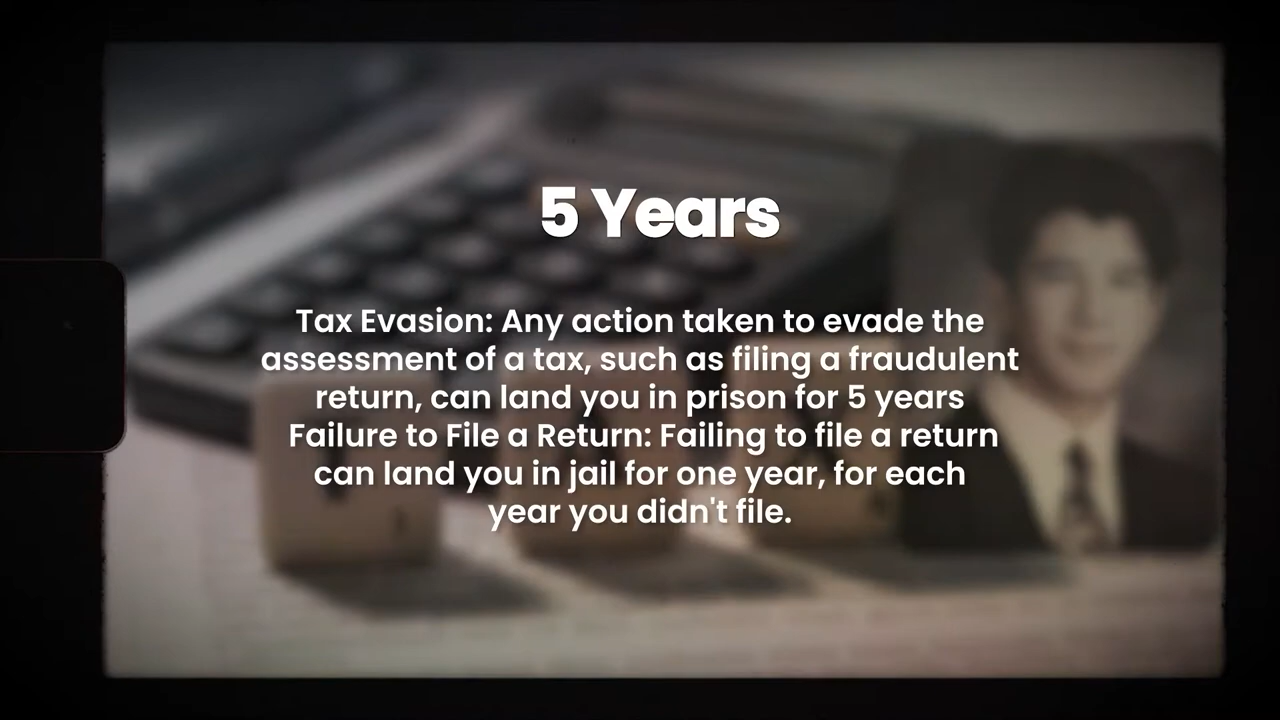 5 Years
Tax Evasion: Any action taken to evade the
assessment of a tax, such as filing a fraudulent
return, can land you in prison for 5 years
Failure to File a Return: Failing to file a return
can land you in jail for one year, for each
year you didn't file.